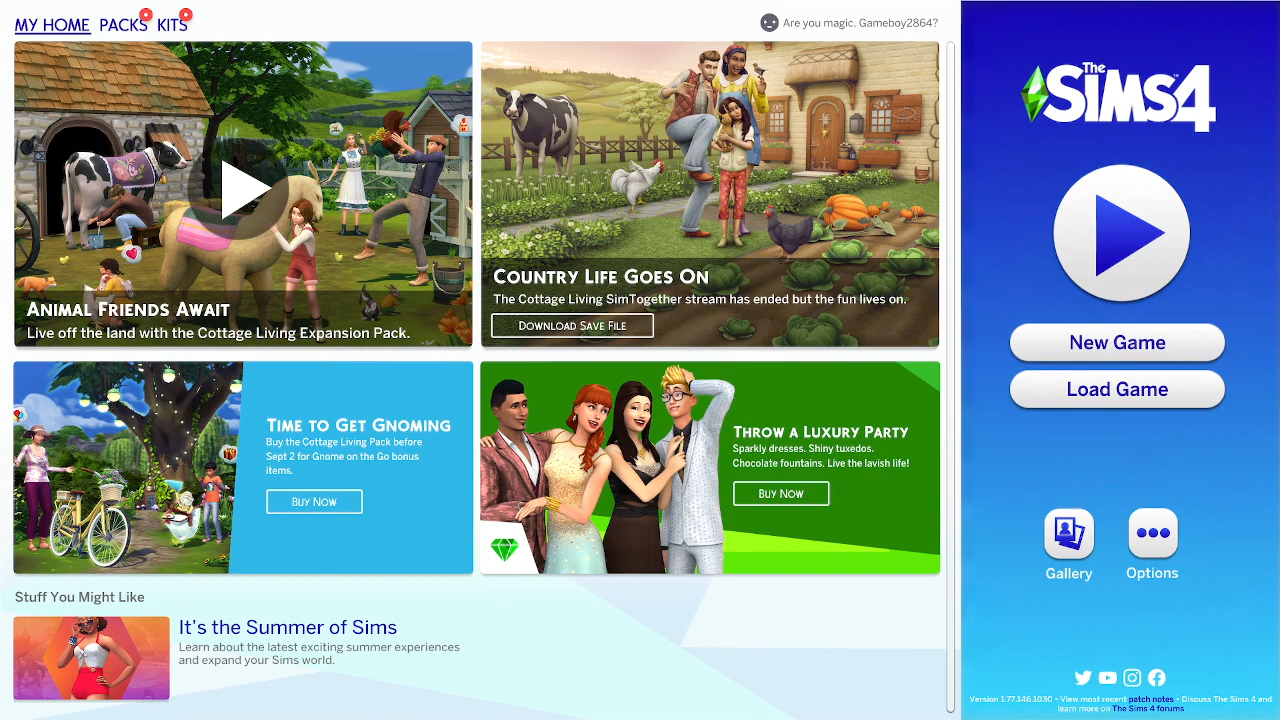 MY HOME PACKS KITS
Are you magic, Gameboy2864?
ANIMAL FRIENDS AWAIT
Live off the land with the Cottage Living Expansion Pack.
COUNTRY LIFE GOES ON
The Cottage Living SimTogether stream has ended but the fun lives on.
DOWNLOAD SAVE FILE
TIME TO GET GNOMING
Buy the Cottage Living Pack before
Sept 2 for Gnome on the Go bonus
items.
BUY NOW
THROW A LUXURY PARTY
Sparkly dresses. Shiny tuxedos.
Chocolate fountains. Live the lavish life!
BUY NOW
Stuff You Might Like
It's the Summer of Sims
Learn about the latest exciting summer experiences
and expand your Sims world.
The SIMS 4
New Game
Load Game
Gallery
Options
Version 1.77.146.1030 - View most recent patch notes - Discuss The Sims 4 and
learn more on The Sims 4 forums